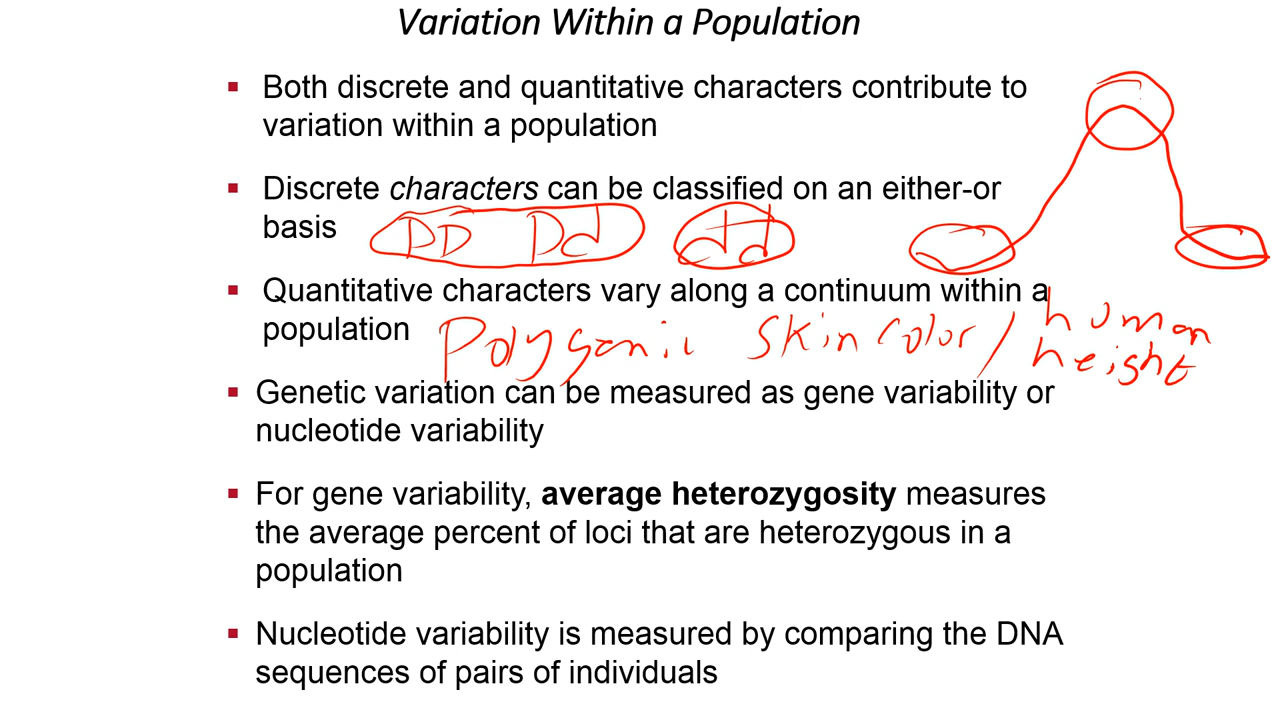 Variation Within a Population
▪ Both discrete and quantitative characters contribute to
variation within a population
▪ Discrete characters can be classified on an either-or
basis
DD Dd dd
▪ Quantitative characters vary along a continuum within a
population
Polygenic skin color / human
height
▪ Genetic variation can be measured as gene variability or
nucleotide variability
▪ For gene variability, average heterozygosity measures
the average percent of loci that are heterozygous in a
population
▪ Nucleotide variability is measured by comparing the DNA
sequences of pairs of individuals